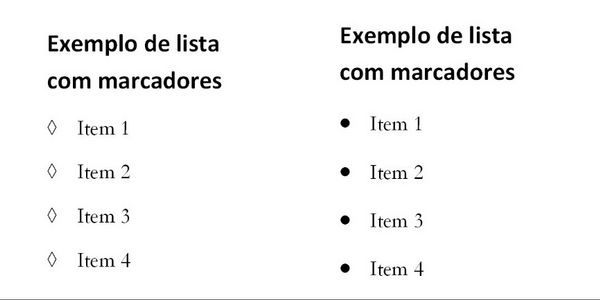 Exemplo de lista
com marcadores
◊ Item 1
◊ Item 2
◊ Item 3
◊ Item 4
Exemplo de lista
com marcadores
● Item 1
● Item 2
● Item 3
● Item 4